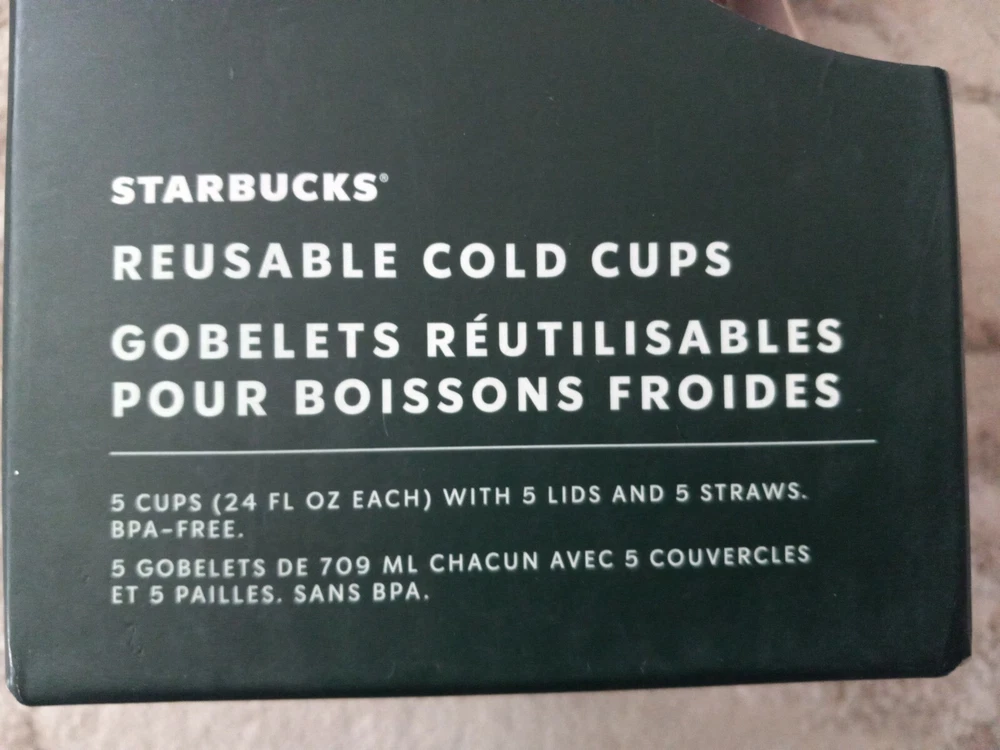 STARBUCKS®
REUSABLE COLD CUPS
GOBELETS RÉUTILISABLES
POUR BOISSONS FROIDES
5 CUPS (24 FL OZ EACH) WITH 5 LIDS AND 5 STRAWS.
BPA-FREE.
5 GOBELETS DE 709 ML CHACUN AVEC 5 COUVERCLES
ET 5 PAILLES. SANS BPA.